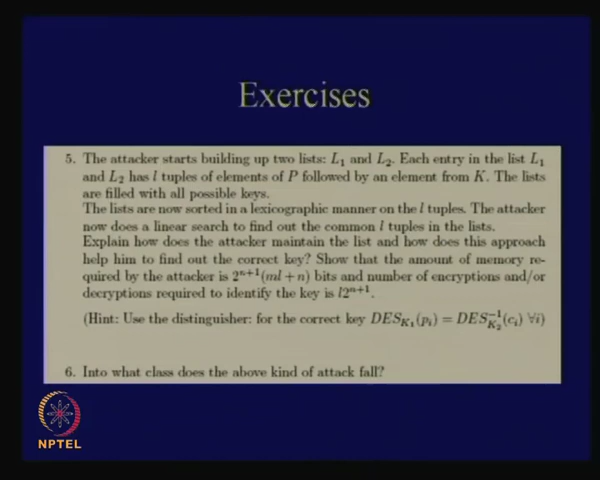 Exercises
5. The attacker starts building up two lists: L₁ and L₂. Each entry in the list L₁
and L₂ has l tuples of elements of P followed by an element from K. The lists
are filled with all possible keys.
The lists are now sorted in a lexicographic manner on the l tuples. The attacker
now does a linear search to find out the common l tuples in the lists.
Explain how does the attacker maintain the list and how does this approach
help him to find out the correct key? Show that the amount of memory re-
quired by the attacker is 2ⁿ⁺¹(ml + n) bits and number of encryptions and/or
decryptions required to identify the key is l2ⁿ⁺¹.
(Hint: Use the distinguisher: for the correct key DES_{K₁}(pᵢ) = DES⁻¹_{K₂}(cᵢ) ∀i)
6. Into what class does the above kind of attack fall?
NPTEL